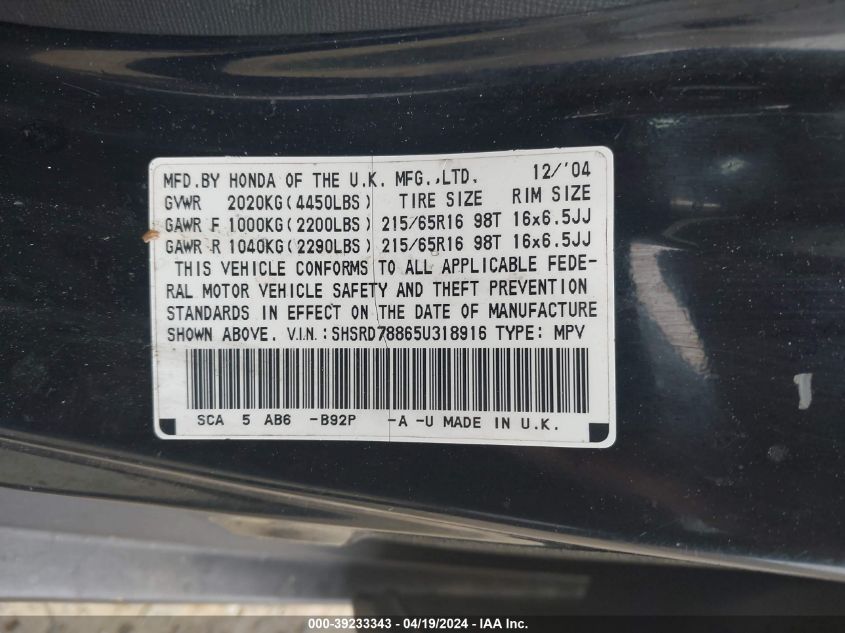 MFD.BY HONDA OF THE U.K. MFG.,LTD. 12/'04
GVWR 2020KG(4450LBS) TIRE SIZE RIM SIZE
GAWR F 1000KG(2200LBS) 215/65R16 98T 16x6.5JJ
GAWR R 1040KG(2290LBS) 215/65R16 98T 16x6.5JJ
THIS VEHICLE CONFORMS TO ALL APPLICABLE FEDE-
RAL MOTOR VEHICLE SAFETY AND THEFT PREVENTION
STANDARDS IN EFFECT ON THE DATE OF MANUFACTURE
SHOWN ABOVE. V.I.N.:SHSRD78865U318916 TYPE: MPV
SCA 5 AB6 -B92P -A -U MADE IN U.K.
000-39233343 - 04/19/2024 - IAA Inc.